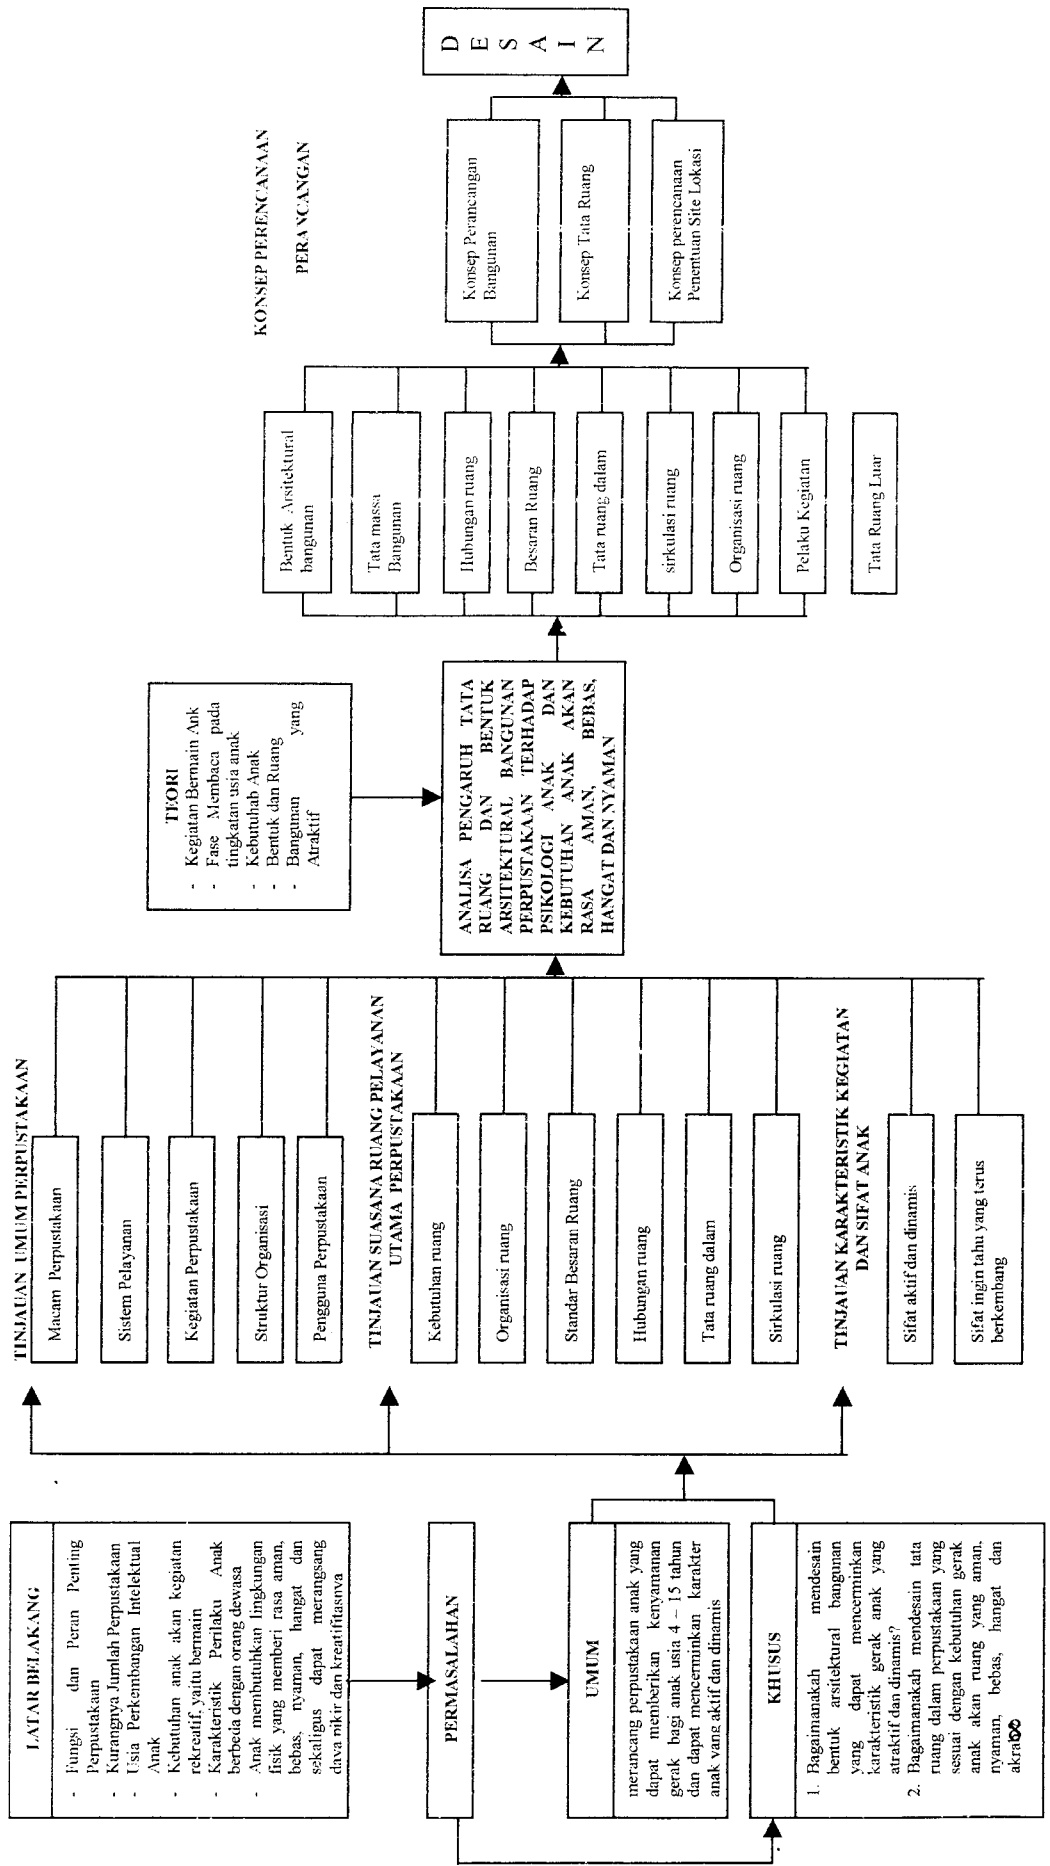 LATAR BELAKANG
- Fungsi dan Peran Penting
Perpustakaan
- Kurangnya Jumlah Perpustakaan
- Usia Perkembangan Intelektual
Anak
- Kebutuhan anak akan kegiatan
rekreatif, yaitu bermain
- Karakteristik Perilaku Anak
berbeda dengan orang dewasa
- Anak membutuhkan lingkungan
fisik yang memberi rasa aman,
bebas, nyaman, hangat dan
sekaligus dapat merangsang
daya pikir dan kreatifitasnya
PERMASALAHAN
UMUM
merancang perpustakaan anak yang
dapat memberikan kenyamanan
gerak bagi anak usia 4 – 15 tahun
dan dapat mencerminkan karakter
anak yang aktif dan dinamis
KHUSUS
1. Bagaimanakah mendesain
bentuk arsitektural bangunan
yang dapat mencerminkan
karakteristik gerak anak yang
atraktif dan dinamis?
2. Bagaimanakah mendesain tata
ruang dalam perpustakaan yang
sesuai dengan kebutuhan gerak
anak akan ruang yang aman,
nyaman, bebas, hangat dan
TINJAUAN UMUM PERPUSTAKAAN
Macam Perpustakaan
Sistem Pelayanan
Kegiatan Perpustakaan
Struktur Organisasi
Pengguna Perpustakaan
TINJAUAN SUASANA RUANG PELAYANAN
UTAMA PERPUSTAKAAN
Kebutuhan ruang
Organisasi ruang
Standar Besaran Ruang
Hubungan ruang
Tata ruang dalam
Sirkulasi ruang
TINJAUAN KARAKTERISTIK KEGIATAN
DAN SIFAT ANAK
Sifat aktif dan dinamis
Sifat ingin tahu yang terus
berkembang
TEORI
- Kegiatan Bermain Ank
- Fase Membaca pada
tingkatan usia anak
- Kebutuhab Anak
- Bentuk dan Ruang
- Bangunan yang
Atraktif
ANALISA PENGARUH TATA
RUANG DAN BENTUK
ARSITEKTURAL BANGUNAN
PERPUSTAKAAN TERHADAP
PSIKOLOGI ANAK DAN
KEBUTUHAN ANAK AKAN
RASA AMAN, BEBAS,
HANGAT DAN NYAMAN
Bentuk Arsitektural
bangunan
Tata massa
Bangunan
Hubungan ruang
Besaran Ruang
Tata ruang dalam
sirkulasi ruang
Organisasi ruang
Pelaku Kegiatan
Tata Ruang Luar
KONSEP PERENCANAAN
PERANCANGAN
Konsep Perancangan
Bangunan
Konsep Tata Ruang
Konsep perencanaan
Penentuan Site Lokasi
D E S A I N